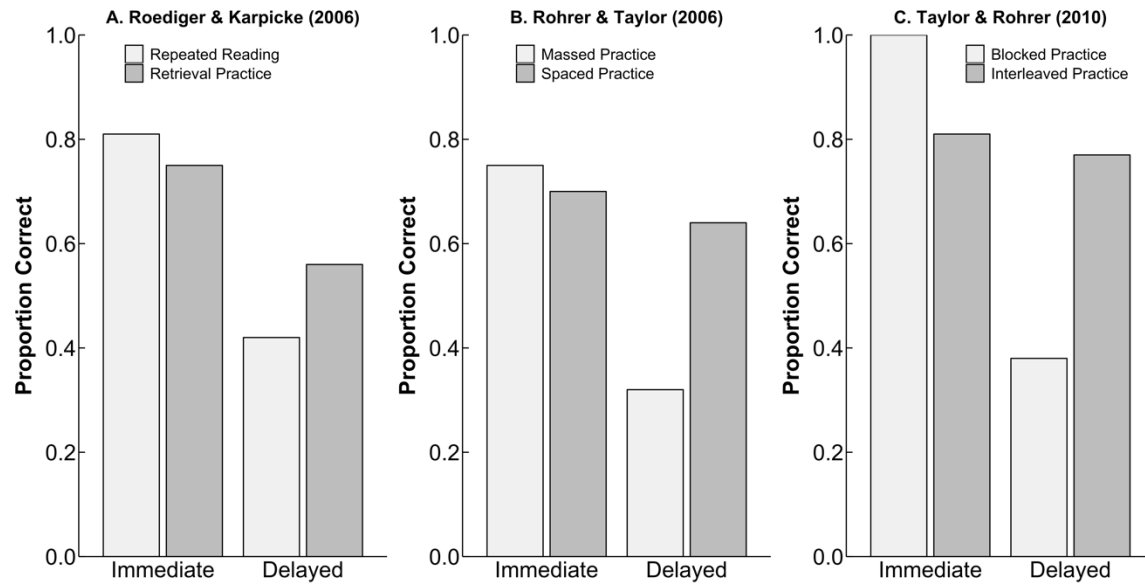 A. Roediger & Karpicke (2006)
Repeated Reading
Retrieval Practice
Proportion Correct
1.0
0.8
0.6
0.4
0.2
0.0
Immediate
Delayed
B. Rohrer & Taylor (2006)
Massed Practice
Spaced Practice
Proportion Correct
1.0
0.8
0.6
0.4
0.2
0.0
Immediate
Delayed
C. Taylor & Rohrer (2010)
Blocked Practice
Interleaved Practice
Proportion Correct
1.0
0.8
0.6
0.4
0.2
0.0
Immediate
Delayed